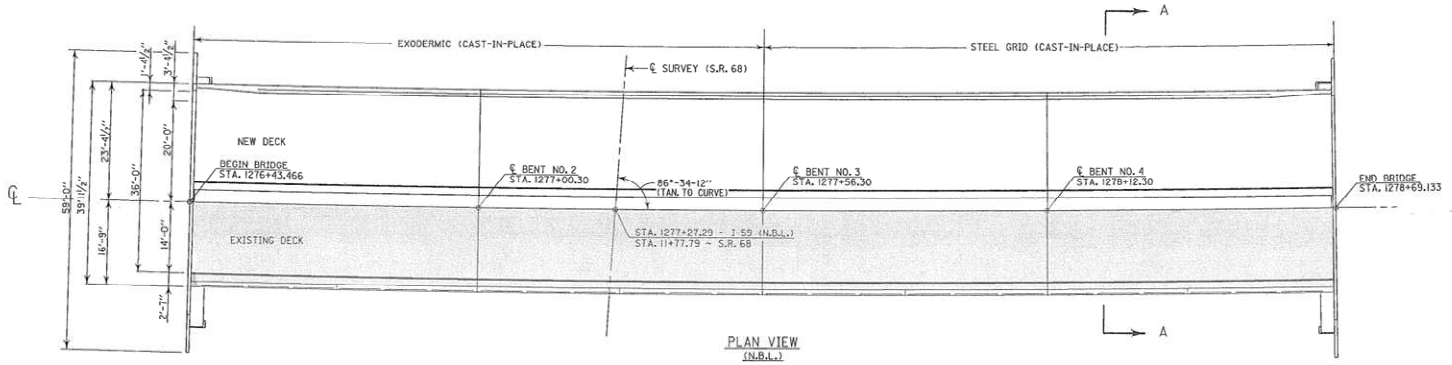 A
EXODERMIC (CAST-IN-PLACE)
STEEL GRID (CAST-IN-PLACE)
℄ SURVEY (S.R. 68)
1'-4½"
3'-4½"
23'-4½"
20'-0"
36'-0"
59'-0"
39'-1½"
16'-9"
14'-0"
2'-7"
NEW DECK
BEGIN BRIDGE
STA. 1276+43.466
℄ BENT NO. 2
STA. 1277+00.30
86°-34'-12"
(TAN. TO CURVE)
℄ BENT NO. 3
STA. 1277+56.30
℄ BENT NO. 4
STA. 1278+12.30
END BRIDGE
STA. 1278+69.133
℄
EXISTING DECK
STA. 1277+27.29 - I-59 (N.B.L.)
STA. 11+77.79 ~ S.R. 68
A
PLAN VIEW
(N.B.L.)